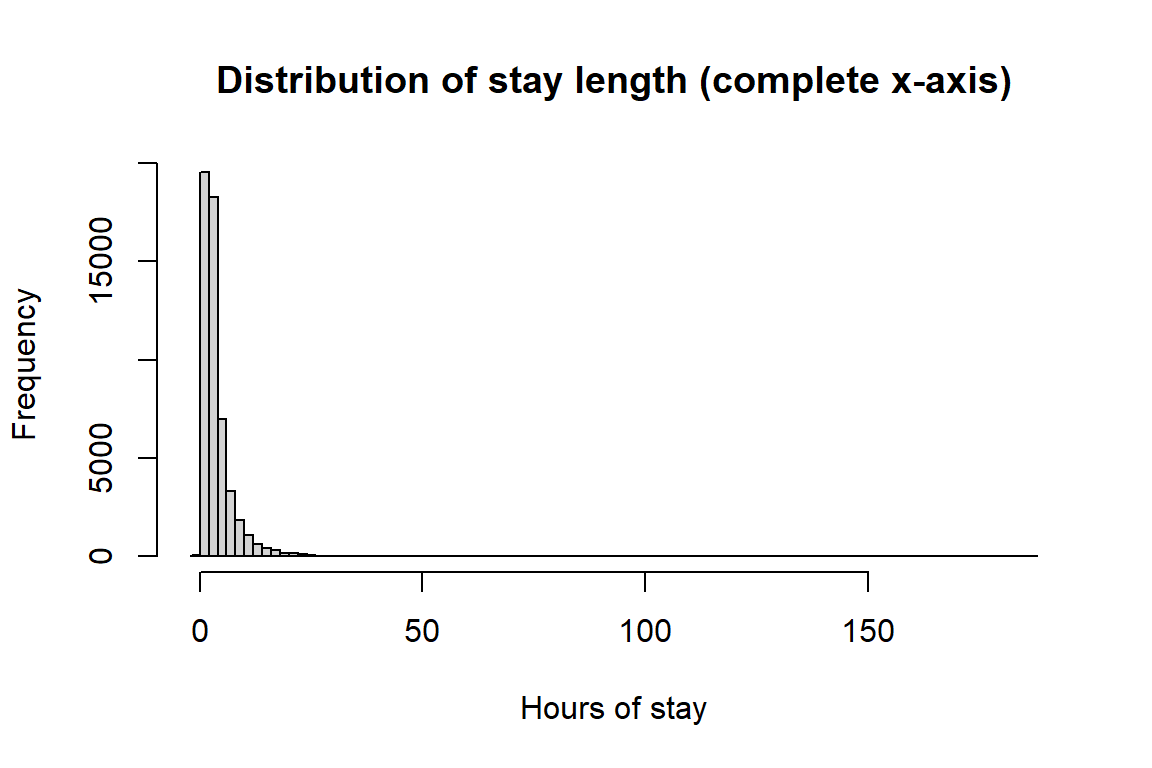 Distribution of stay length (complete x-axis)
Frequency
15000
5000
0
0 50 100 150
Hours of stay